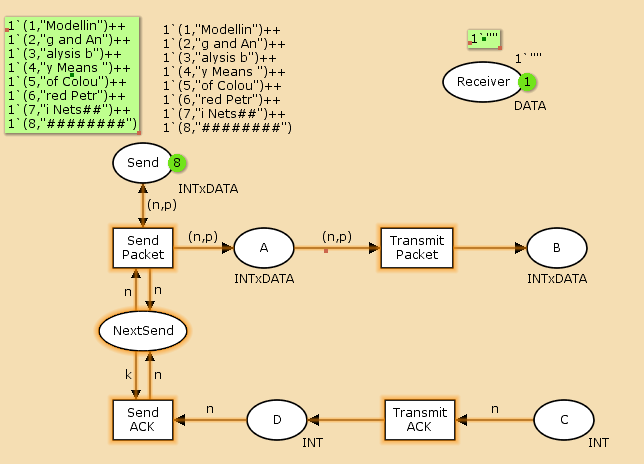 1`(1,"Modellin")++
1`(2,"g and An")++
1`(3,"alysis b")++
1`(4,"y Means ")++
1`(5,"of Colou")++
1`(6,"red Petr")++
1`(7,"i Nets##")++
1`(8,"########")
1`(1,"Modellin")++
1`(2,"g and An")++
1`(3,"alysis b")++
1`(4,"y Means ")++
1`(5,"of Colou")++
1`(6,"red Petr")++
1`(7,"i Nets##")++
1`(8,"########")
1`""
1`""
Receiver
1
DATA
Send
8
INTxDATA
(n,p)
Send
Packet
(n,p)
A
INTxDATA
(n,p)
Transmit
Packet
B
INTxDATA
n
n
NextSend
k
n
Send
ACK
n
D
INT
Transmit
ACK
n
C
INT